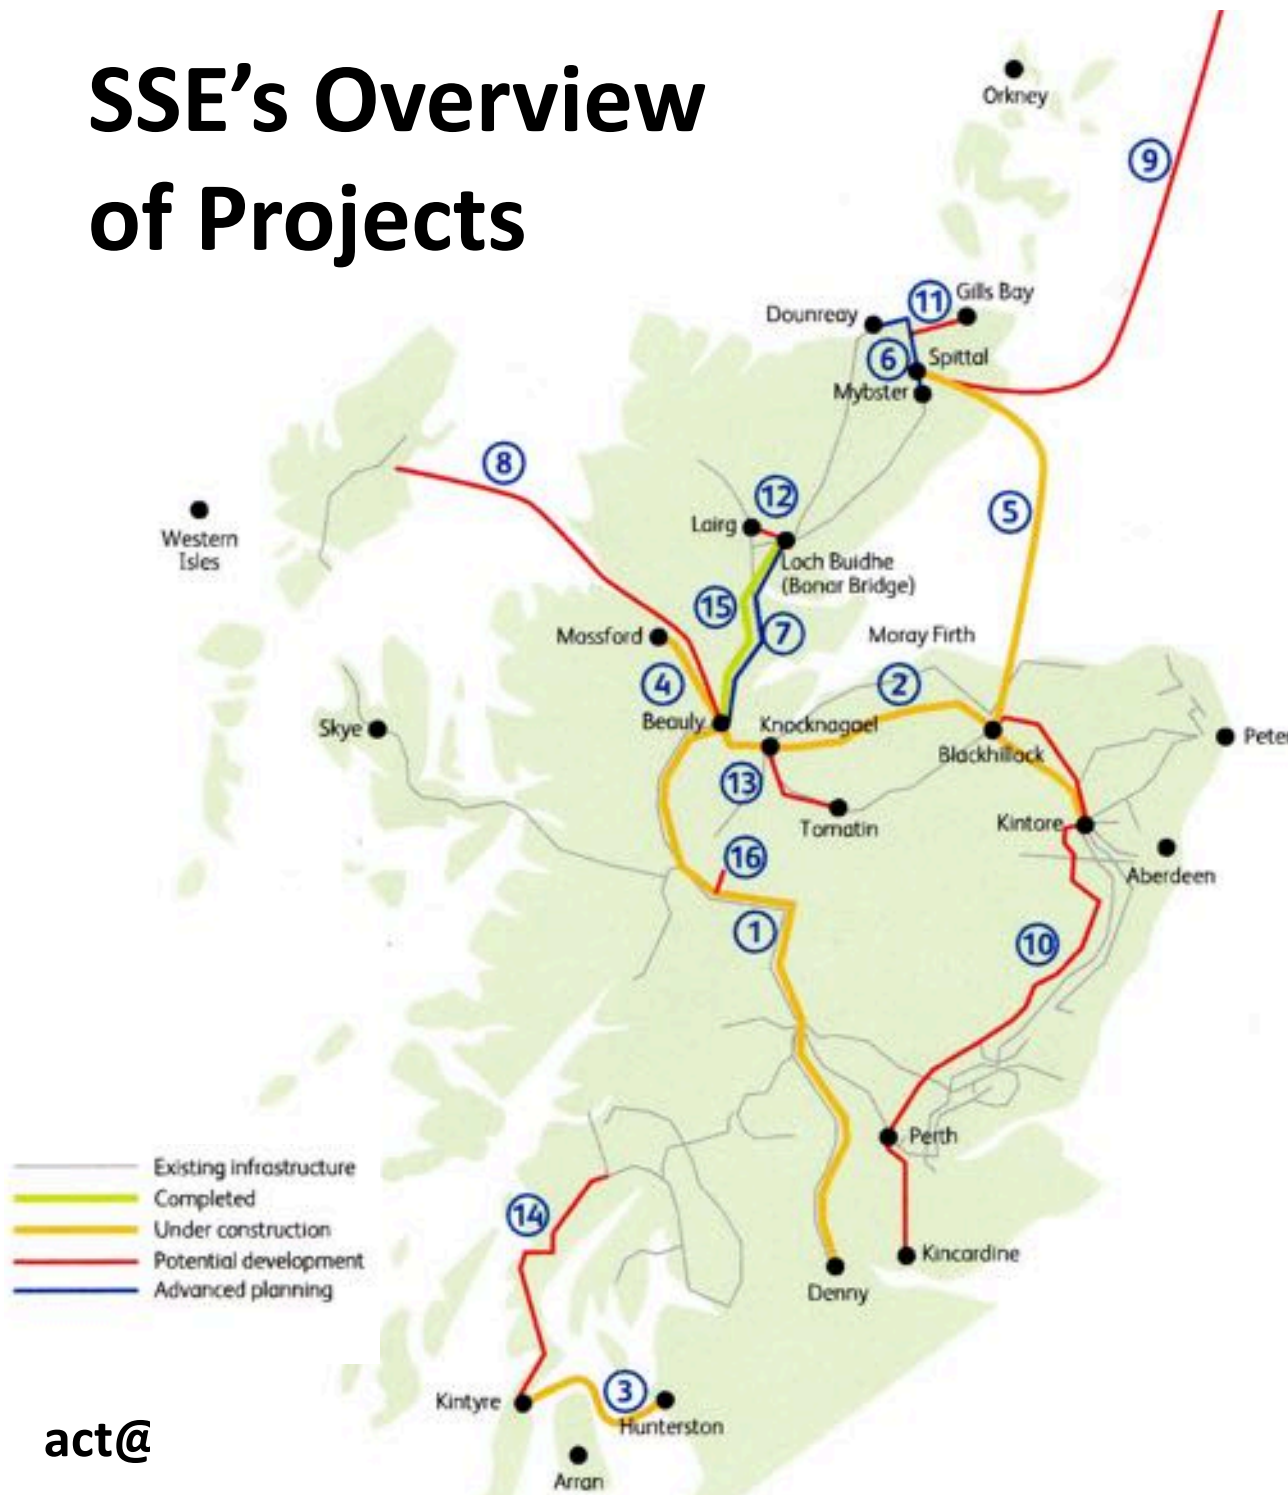 SSE’s Overview
of Projects
Orkney
9
11
Gills Bay
Dounreay
6
Spittal
Mybster
8
12
5
Western
Isles
Lairg
Loch Buidhe
(Bonar Bridge)
15
7
Mossford
Moray Firth
4
2
Skye
Beauly
Knocknagael
Blackhillock
Peter
13
Tomatin
Kintore
16
Aberdeen
1
10
Perth
Existing infrastructure
Completed
Under construction
Potential development
Advanced planning
14
Kincardine
Denny
Kintyre
3
Hunterston
act@
Arran